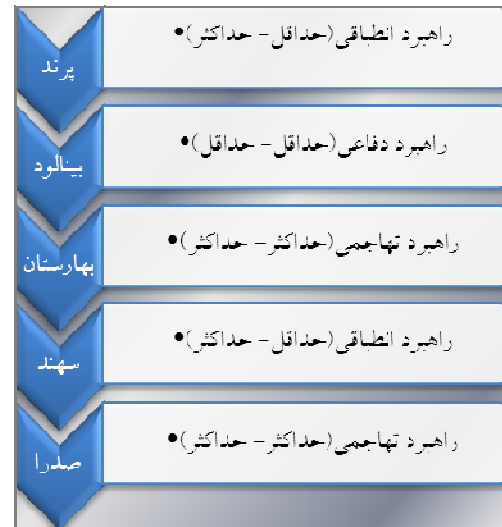 پرند
راهبرد انطباقی(حداقل- حداکثر)•
بینالود
راهبرد دفاعی(حداقل- حداقل)•
بهارستان
راهبرد تهاجمی(حداکثر- حداکثر)•
سهند
راهبرد انطباقی(حداقل- حداکثر)•
صدرا
راهبرد تهاجمی(حداکثر- حداکثر)•